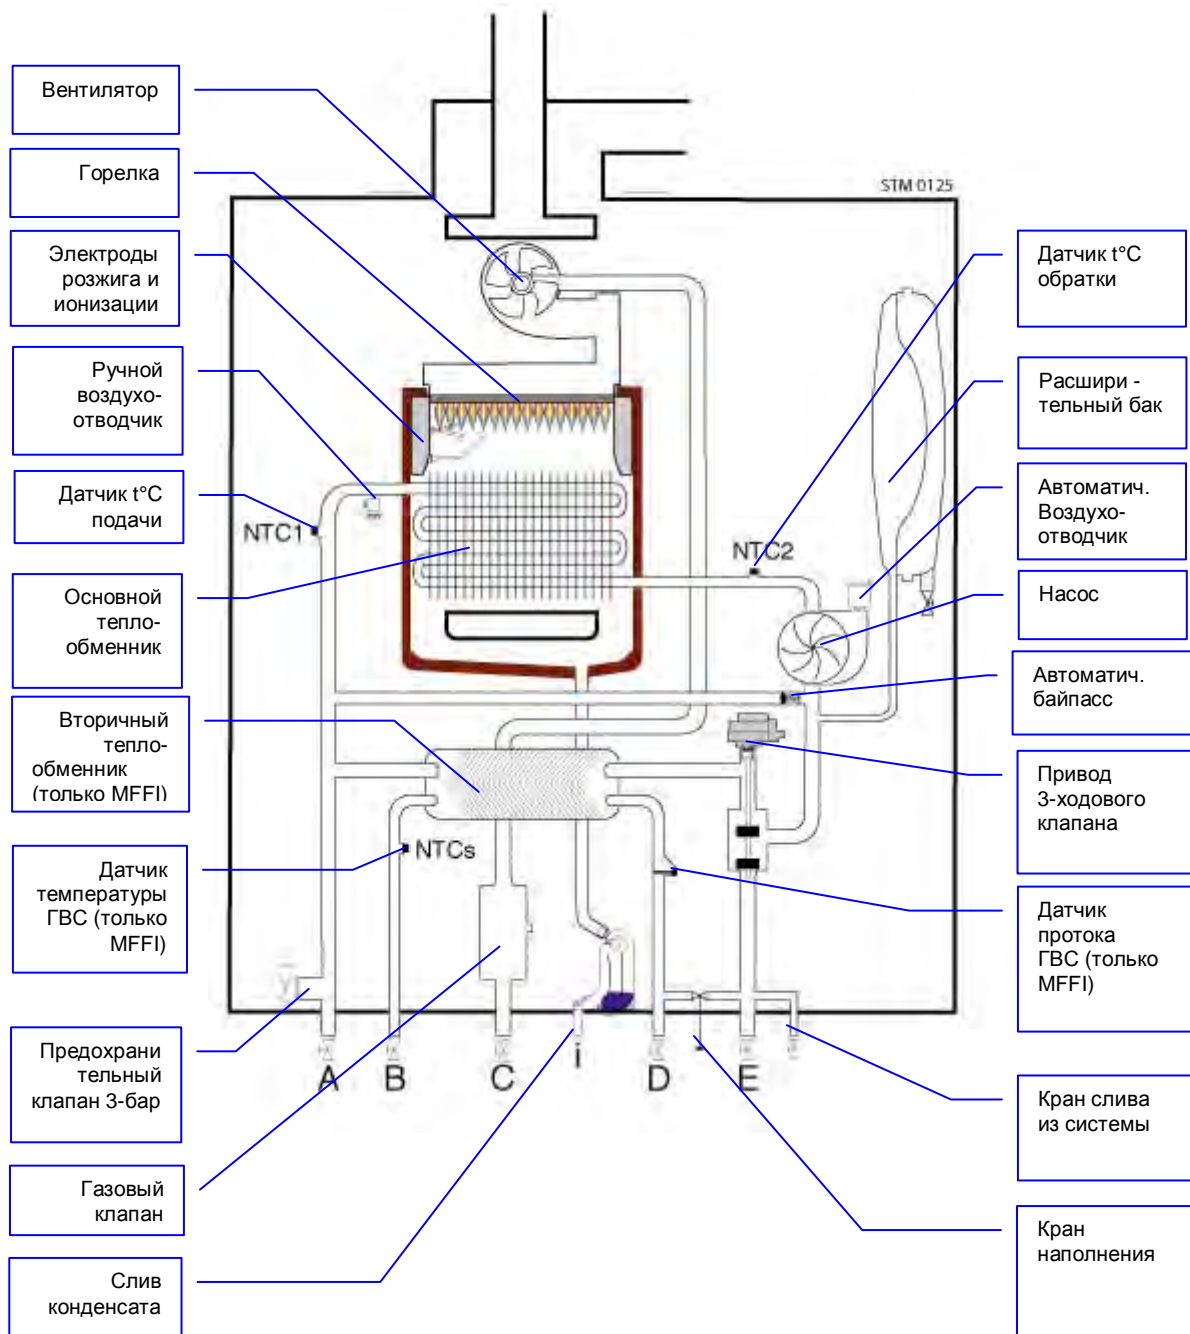 Вентилятор
Горелка
Электроды
розжига и
ионизации
Ручной
воздухо-
отводчик
Датчик t°C
подачи
Основной
тепло-
обменник
Вторичный
тепло-
обменник
(только MFFI)
Датчик
температуры
ГВС (только
MFFI)
Предохрани
тельный
клапан 3-бар
Газовый
клапан
Слив
конденсата
STM 0125
NTC1
NTC2
NTCs
A B C i D E
Датчик t°C
обратки
Расшири -
тельный бак
Автоматич.
Воздухо-
отводчик
Насос
Автоматич.
байпасс
Привод
3-ходового
клапана
Датчик
протока
ГВС (только
MFFI)
Кран слива
из системы
Кран
наполнения